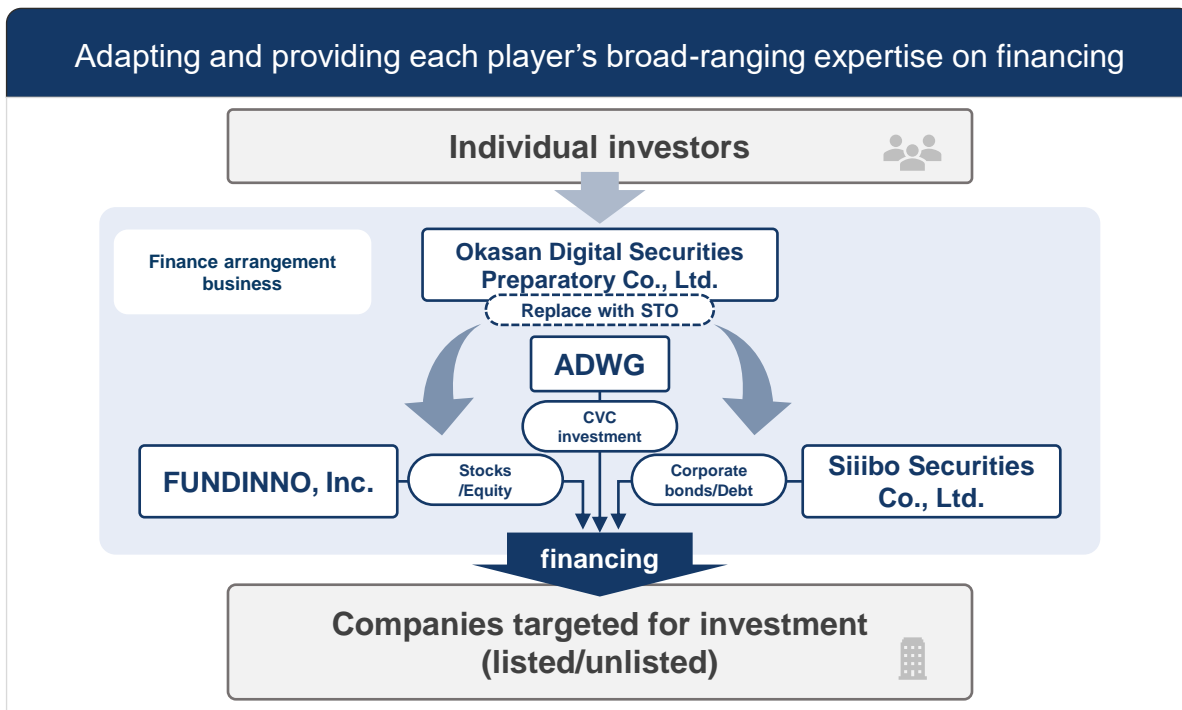 Adapting and providing each player's broad-ranging expertise on financing
Individual investors
Finance arrangement
business
Okasan Digital Securities
Preparatory Co., Ltd.
Replace with STO
ADWG
CVC
investment
FUNDINNO, Inc.
Stocks
/Equity
Corporate
bonds/Debt
Siiibo Securities
Co., Ltd.
financing
Companies targeted for investment
(listed/unlisted)